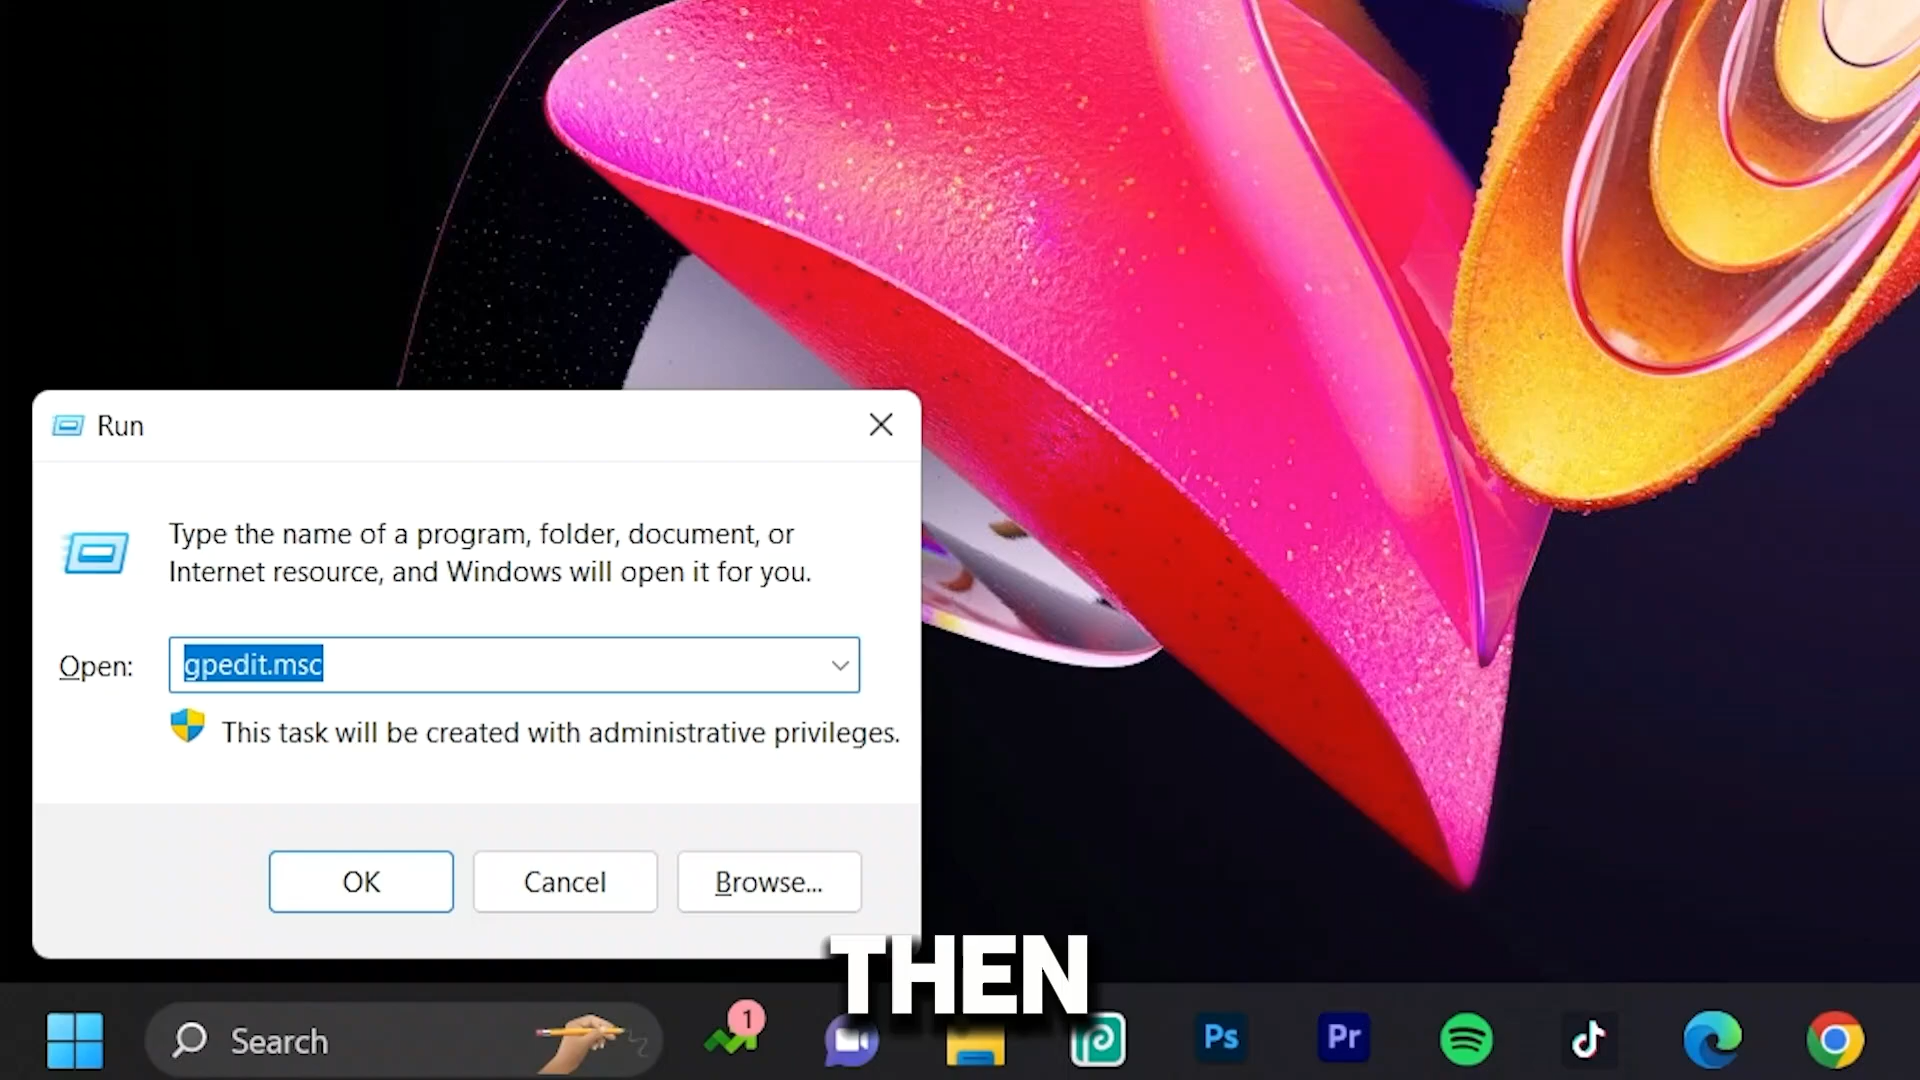 Run
Type the name of a program, folder, document, or
Internet resource, and Windows will open it for you.
Open:
gpedit.msc
This task will be created with administrative privileges.
OK
Cancel
Browse...
THEN
Search
1
Ps
Pr